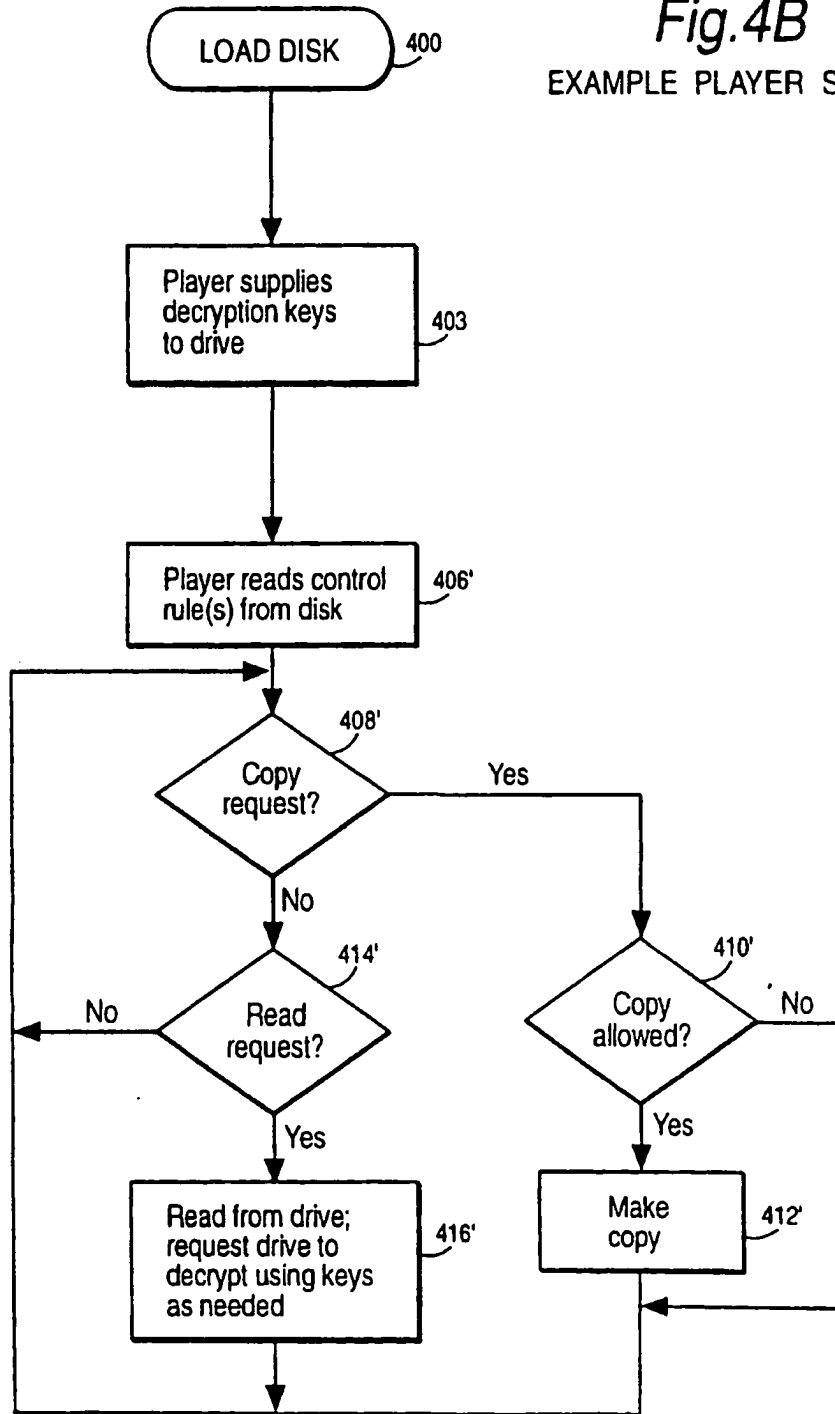 Fig.4B
EXAMPLE PLAYER S
LOAD DISK
400
Player supplies
decryption keys
to drive
403
Player reads control
rule(s) from disk
406'
408'
Copy
request?
Yes
No
414'
Read
request?
No
Yes
410'
Copy
allowed?
No
Yes
Read from drive;
request drive to
decrypt using keys
as needed
416'
Make
copy
412'